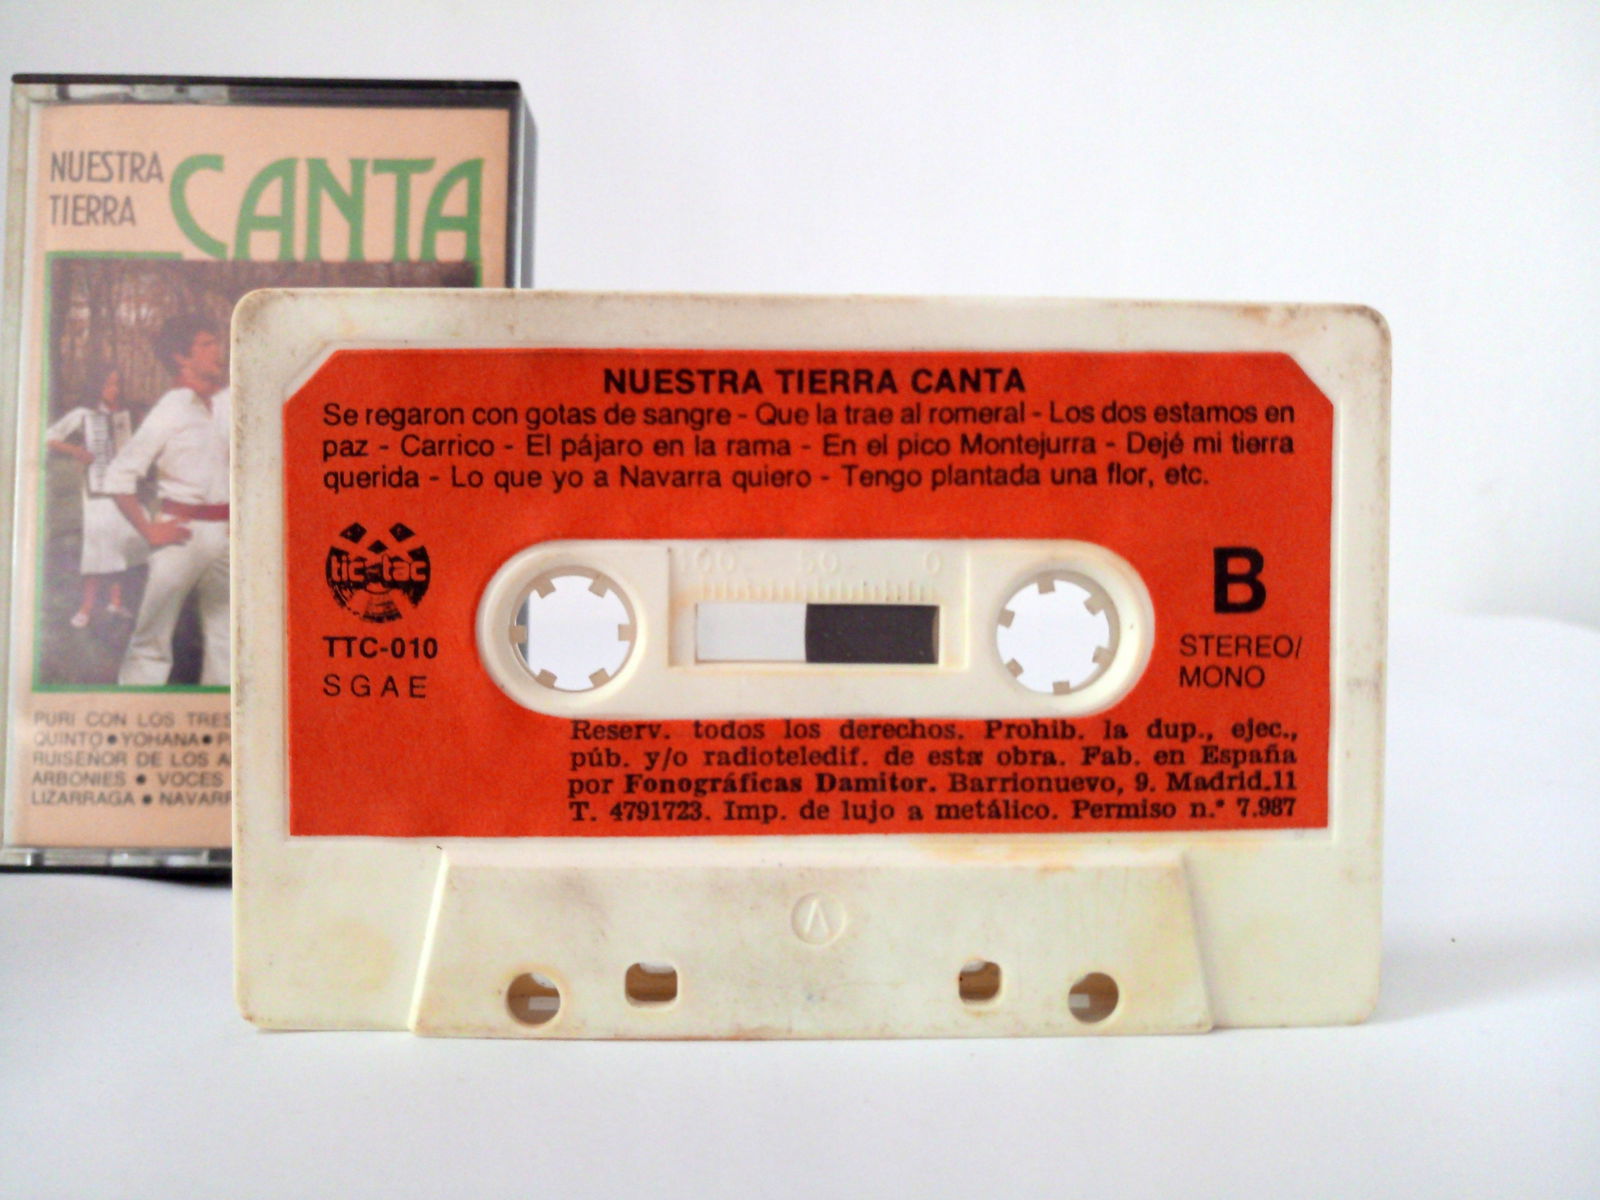 NUESTRA
TIERRA
CANTA
PURI CON LOS TRES
QUINTO ● YOHANA ●
RUISEÑOR DE LOS
ARBONIES ● VOCES
LIZARRAGA ●
NUESTRA TIERRA CANTA
Se regaron con gotas de sangre - Que la trae al romeral - Los dos estamos en
paz - Carrico - El pájaro en la rama - En el pico Montejurra - Dejé mi tierra
querida - Lo que yo a Navarra quiero - Tengo plantada una flor, etc.
tic tac
TTC-010
SGAE
100 50 0
B
STEREO/
MONO
Reserv. todos los derechos. Prohib. la dup., ejec.,
púb. y/o radioteledif. de esta obra. Fab. en España
por Fonográficas Damitor. Barrionuevo, 9. Madrid.11
T. 4791723. Imp. de lujo a metálico. Permiso n.º 7.987